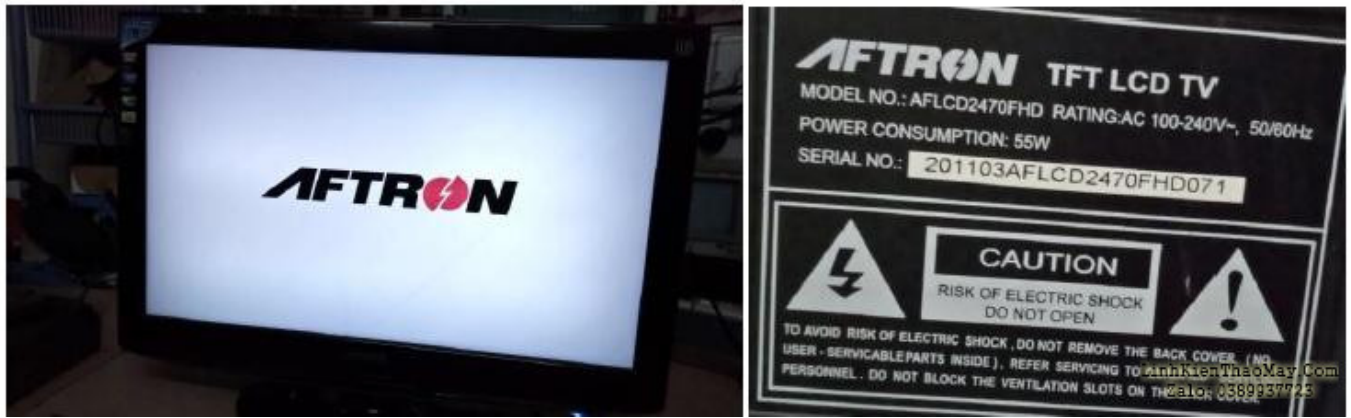 AFTRON
AFTRON TFT LCD TV
MODEL NO.: AFLCD2470FHD RATING:AC 100-240V~, 50/60Hz
POWER CONSUMPTION: 55W
SERIAL NO.: 201103AFLCD2470FHD071
CAUTION
RISK OF ELECTRIC SHOCK
DO NOT OPEN
TO AVOID RISK OF ELECTRIC SHOCK, DO NOT REMOVE THE BACK COVER. (NO
USER-SERVICABLE PARTS INSIDE), REFER SERVICING TO
PERSONNEL. DO NOT BLOCK THE VENTILATION SLOTS ON THE COVER.
LinhkienThaoMay.Com
Zalo: 0389937723